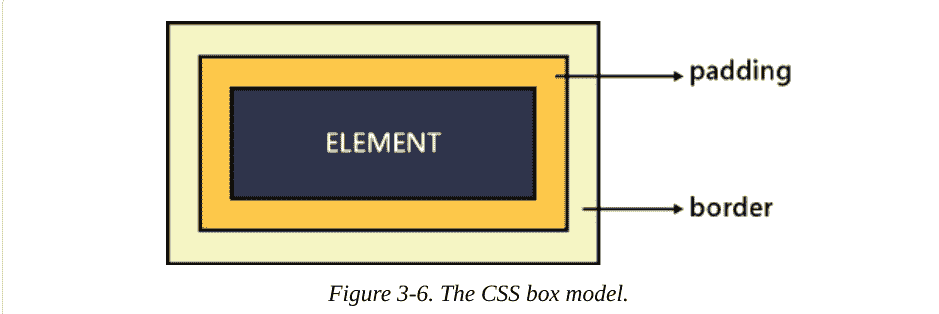 padding
ELEMENT
border
Figure 3-6. The CSS box model.